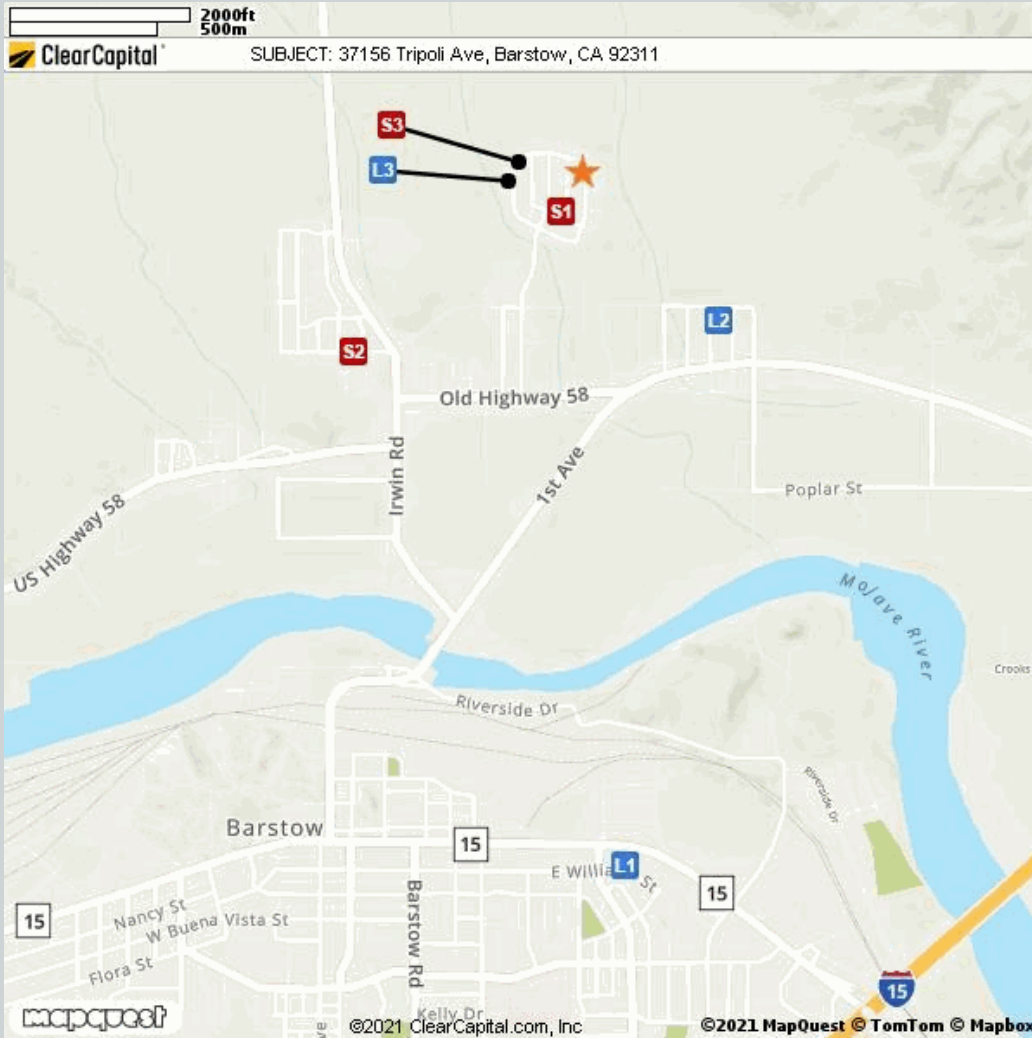 2000ft
500m
ClearCapital
SUBJECT: 37156 Tripoli Ave, Barstow, CA 92311
S3
L3
S1
L2
S2
Old Highway 58
Irwin Rd
1st Ave
US Highway 58
Poplar St
Mojave River
Crooks
Riverside Dr
Riverside Dr
Barstow
15
E Willia
St
L1
15
15
Nancy St
W Buena Vista St
Barstow Rd
Flora St
15
Kelly Dr
ve
mapquest
©2021 ClearCapital.com, Inc
©2021 MapQuest © TomTom © Mapbox